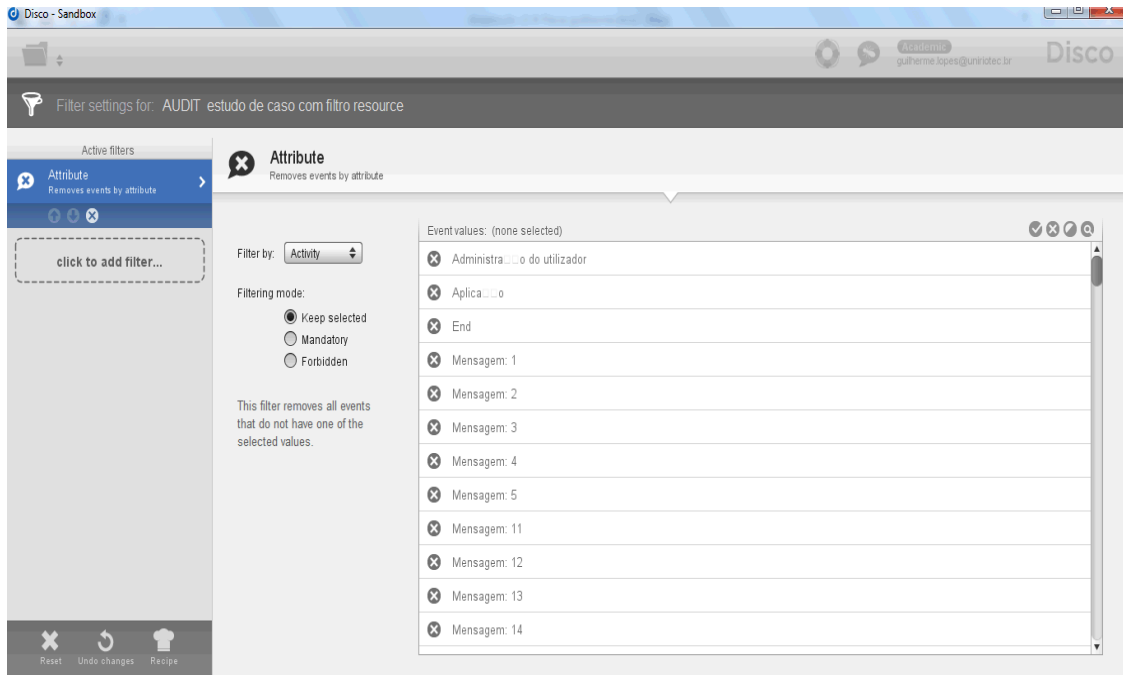 Disco - Sandbox
Academic
guilherme.lopes@uniriotec.br
Disco
Filter settings for: AUDIT estudo de caso com filtro resource
Active filters
Attribute
Removes events by attribute
click to add filter...
Reset Undo changes Recipe
Attribute
Removes events by attribute
Filter by: Activity
Filtering mode:
Keep selected
Mandatory
Forbidden
This filter removes all events
that do not have one of the
selected values.
Event values: (none selected)
Administra□□o do utilizador
Aplica□□o
End
Mensagem: 1
Mensagem: 2
Mensagem: 3
Mensagem: 4
Mensagem: 5
Mensagem: 11
Mensagem: 12
Mensagem: 13
Mensagem: 14